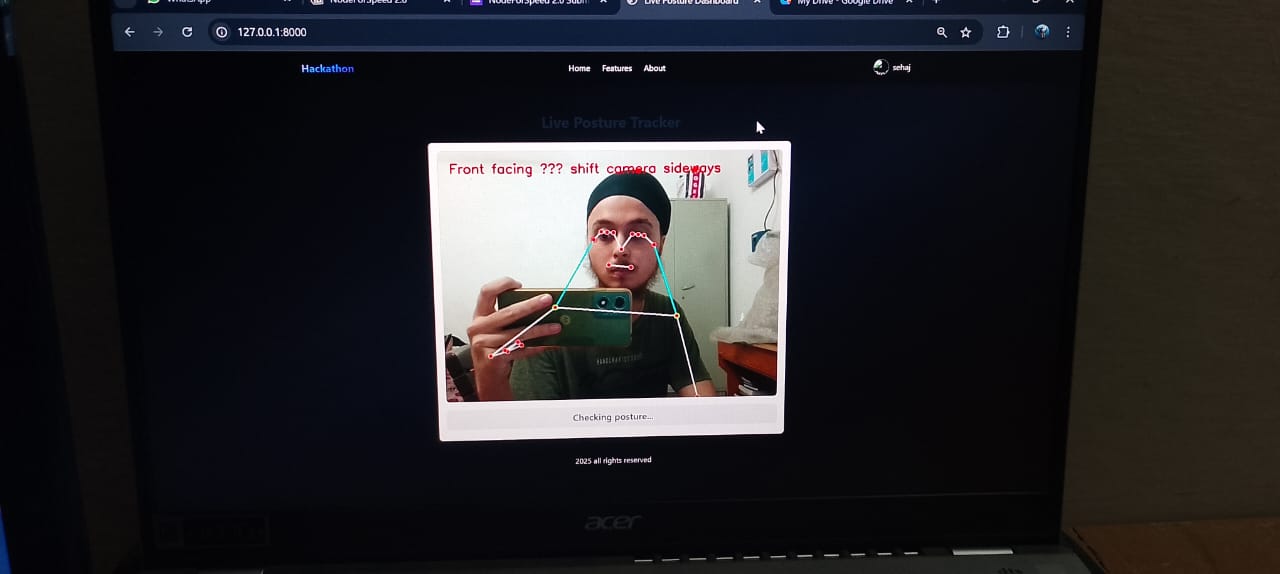 WhatsApp
NodeForSpeed 2.0
NodeForSpeed 2.0 Subm
Live Posture Dashboard
My Drive - Google Drive
127.0.0.1:8000
Hackathon
Home Features About
sehaj
Live Posture Tracker
Front facing ??? shift camera sideways
Checking posture...
2025 all rights reserved
acer